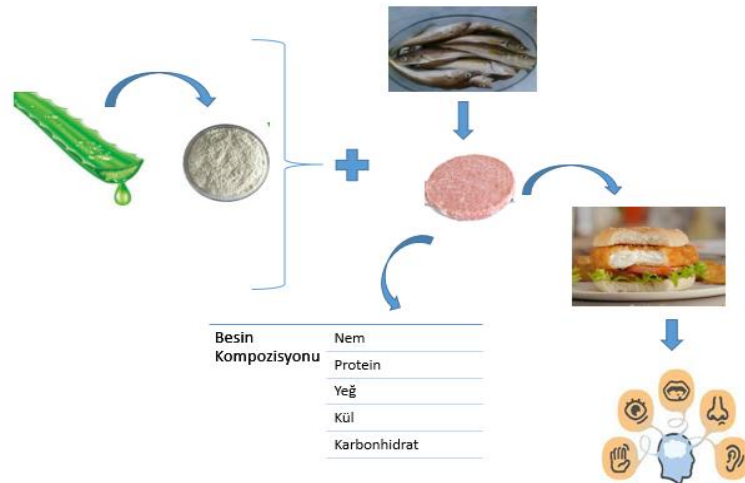 Besin
Kompozisyonu
Nem
Protein
Yeğ
Kül
Karbonhidrat